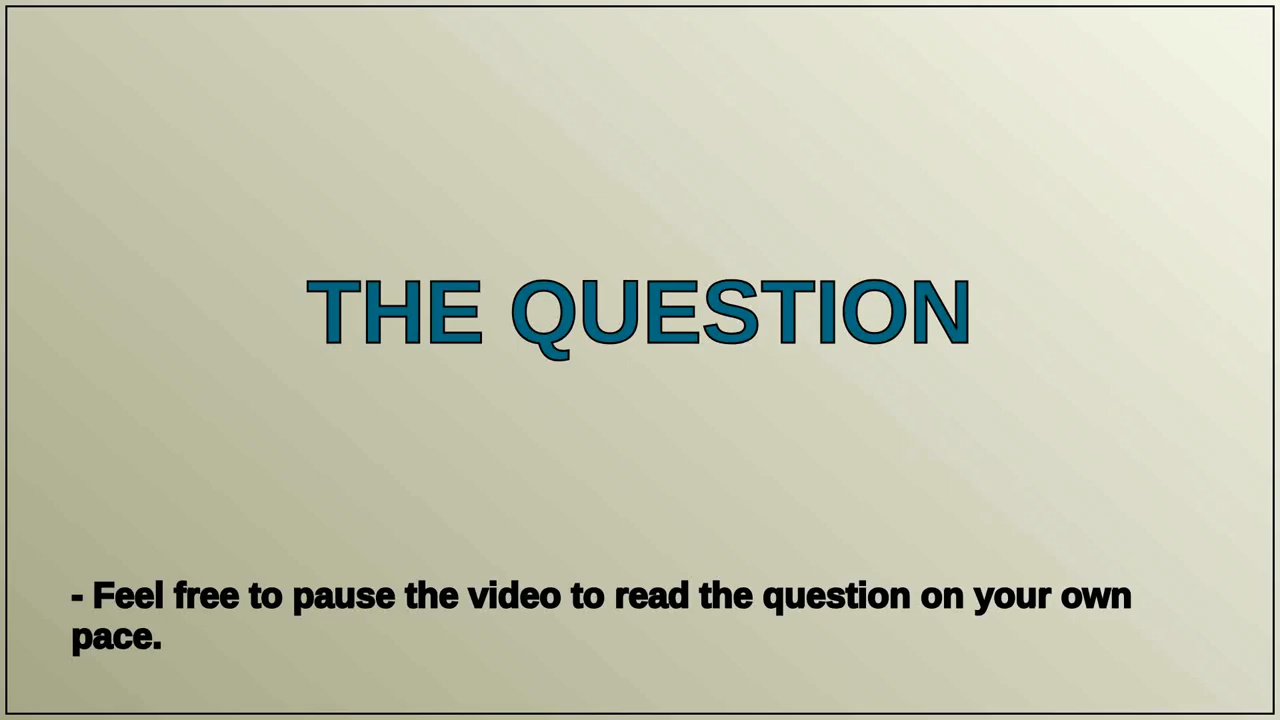 THE QUESTION
- Feel free to pause the video to read the question on your own
pace.